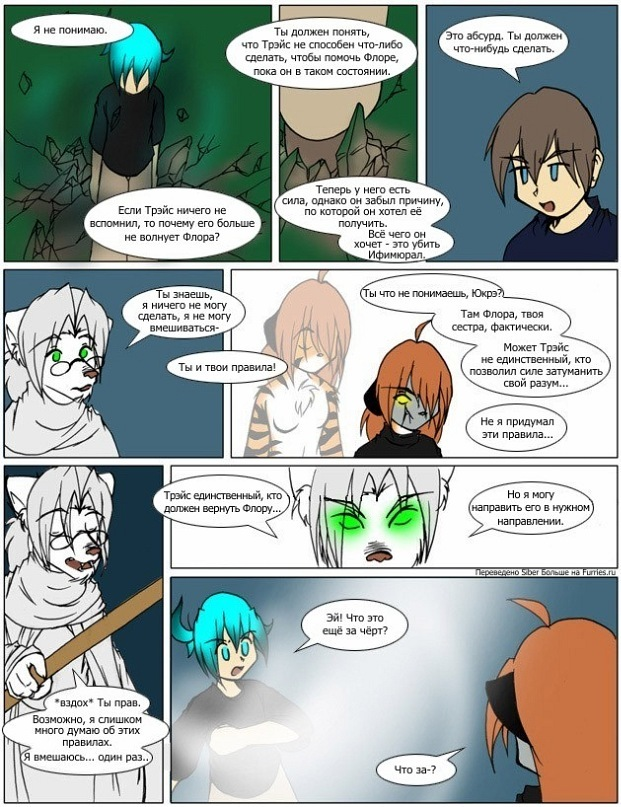 Я не понимаю.
Если Трэйс ничего не
вспомнил, то почему его больше
не волнует Флора?
Ты должен понять,
что Трэйс не способен что-либо
сделать, чтобы помочь Флоре,
пока он в таком состоянии.
Теперь у него есть
сила, однако он забыл причину,
по которой он хотел её
получить.
Всё чего он
хочет - это убить
Ифимюрал.
Это абсурд. Ты должен
что-нибудь сделать.
Ты знаешь,
я ничего не могу
сделать, я не могу
вмешиваться-
Ты и твои правила!
Ты что не понимаешь, Юкрэ?
Там Флора, твоя
сестра, фактически.
Может Трэйс
не единственный, кто
позволил силе затуманить
свой разум...
Не я придумал
эти правила...
*вздох* Ты прав.
Возможно, я слишком
много думаю об этих
правилах.
Я вмешаюсь... один раз..
Трэйс единственный, кто
должен вернуть Флору...
Но я могу
направить его в нужном
направлении.
Переведено Siber Больше на Furries.ru
Эй! Что это
ещё за чёрт?
Что за-?